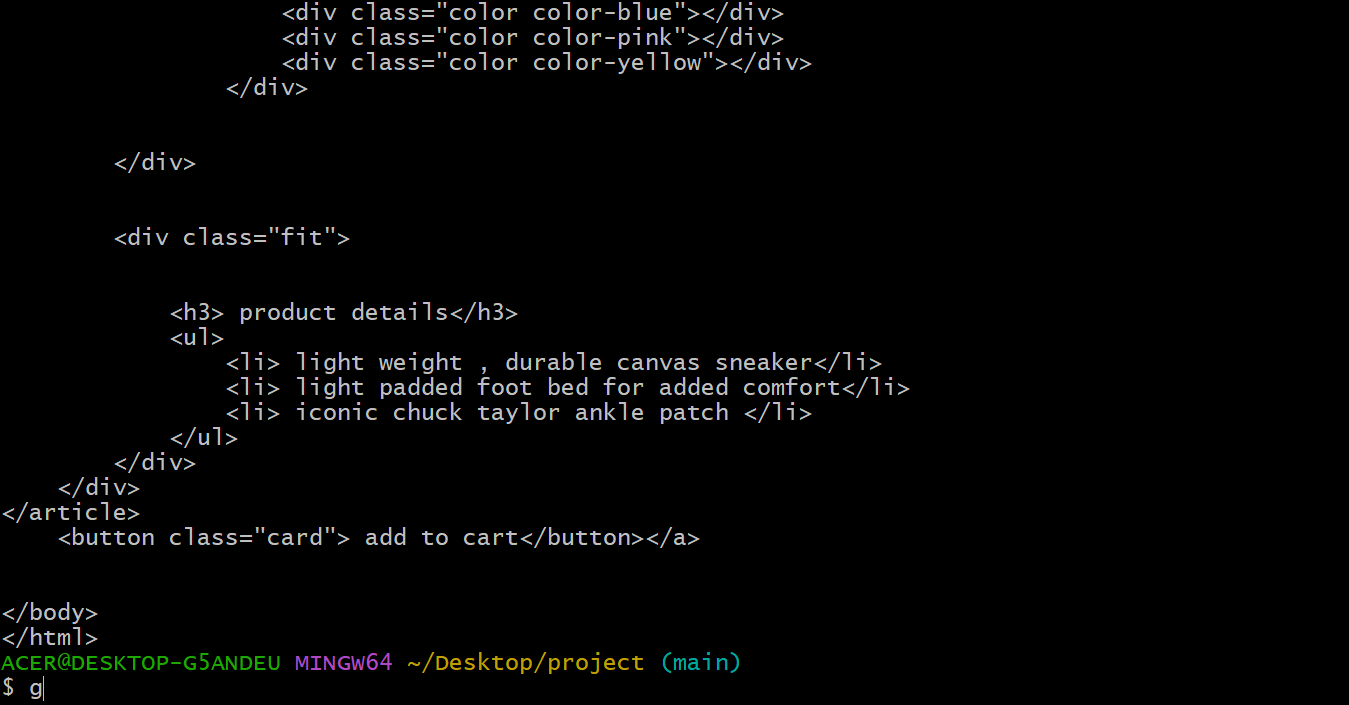 <div class="color color-blue"></div>
<div class="color color-pink"></div>
<div class="color color-yellow"></div>
</div>
</div>
<div class="fit">
<h3> product details</h3>
<ul>
<li> light weight , durable canvas sneaker</li>
<li> light padded foot bed for added comfort</li>
<li> iconic chuck taylor ankle patch </li>
</ul>
</div>
</div>
</article>
<button class="card"> add to cart</button></a>
</body>
</html>
ACER@DESKTOP-G5ANDEU MINGW64 ~/Desktop/project (main)
$ g